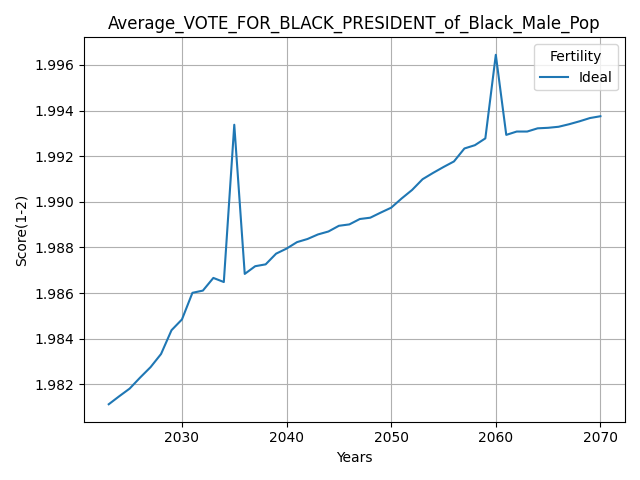 Average_VOTE_FOR_BLACK_PRESIDENT_of_Black_Male_Pop
Fertility
Ideal
1.996
1.994
1.992
1.990
1.988
1.986
1.984
1.982
Score(1-2)
2030 2040 2050 2060 2070
Years